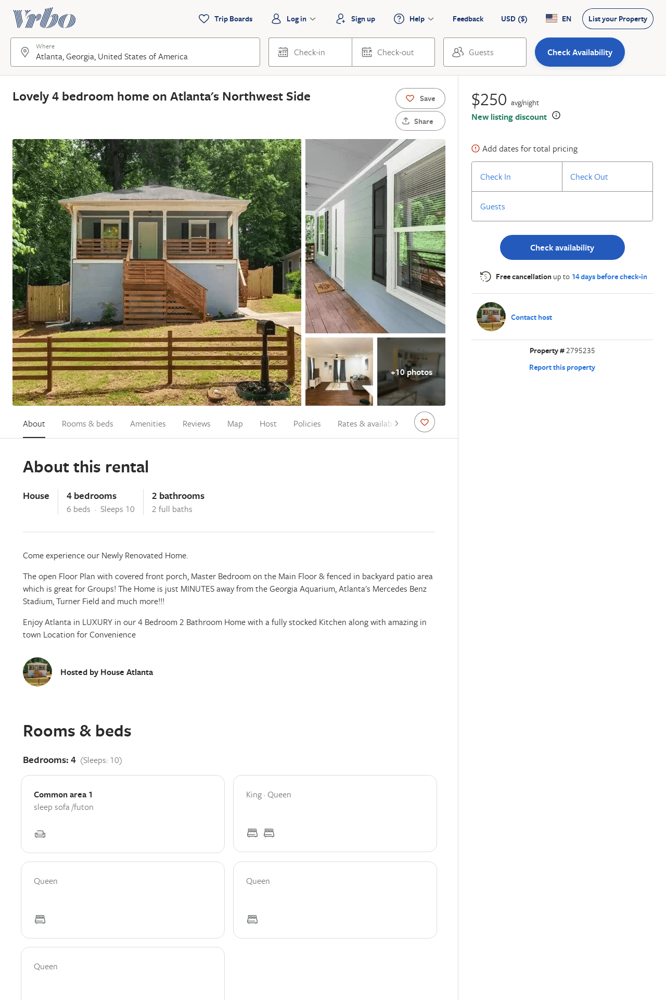 Vrbo
Trip Boards
Log in
Sign up
Help
Feedback
USD ($)
EN
List your Property
Where
Atlanta, Georgia, United States of America
Check-in
Check-out
Guests
Check Availability
Lovely 4 bedroom home on Atlanta's Northwest Side
Save
Share
+10 photos
$250 avg/night
New listing discount
Add dates for total pricing
Check In
Check Out
Guests
Check availability
Free cancellation up to 14 days before check-in
Contact host
Property # 2795235
Report this property
About
Rooms & beds
Amenities
Reviews
Map
Host
Policies
Rates & availab
About this rental
House
4 bedrooms
6 beds · Sleeps 10
2 bathrooms
2 full baths
Come experience our Newly Renovated Home.
The open Floor Plan with covered front porch, Master Bedroom on the Main Floor & fenced in backyard patio area
which is great for Groups! The Home is just MINUTES away from the Georgia Aquarium, Atlanta's Mercedes Benz
Stadium, Turner Field and much more!!!
Enjoy Atlanta in LUXURY in our 4 Bedroom 2 Bathroom Home with a fully stocked Kitchen along with amazing in
town Location for Convenience
Hosted by House Atlanta
Rooms & beds
Bedrooms: 4 (Sleeps: 10)
Common area 1
sleep sofa /futon
King · Queen
Queen
Queen
Queen